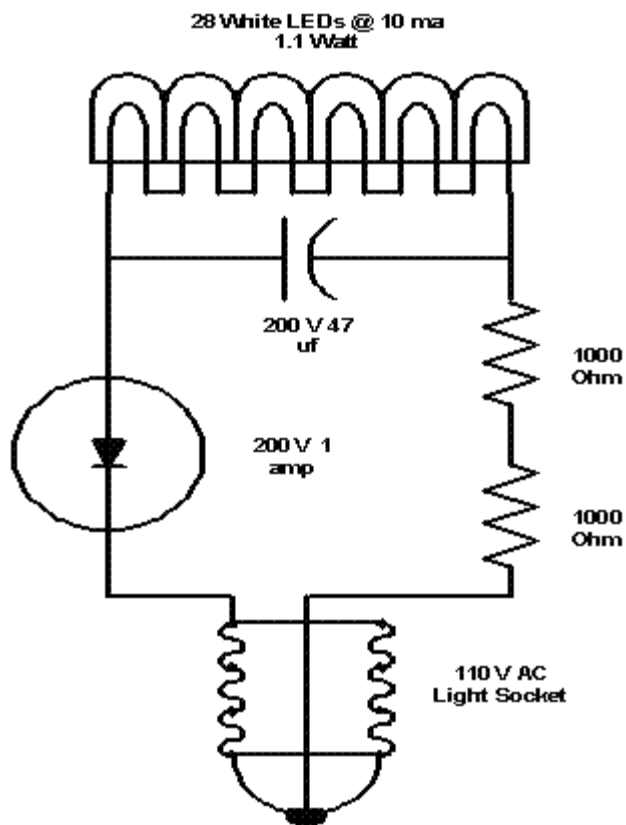 28 White LEDs @ 10 ma
1.1 Watt
200 V 47
uf
1000
Ohm
200 V 1
amp
1000
Ohm
110 V AC
Light Socket